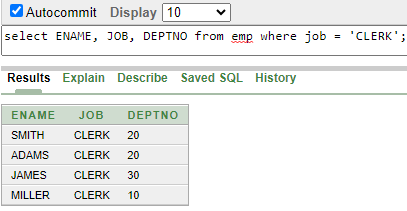 Autocommit Display 10
select ENAME, JOB, DEPTNO from emp where job = 'CLERK';
Results Explain Describe Saved SQL History
ENAME JOB DEPTNO
SMITH CLERK 20
ADAMS CLERK 20
JAMES CLERK 30
MILLER CLERK 10